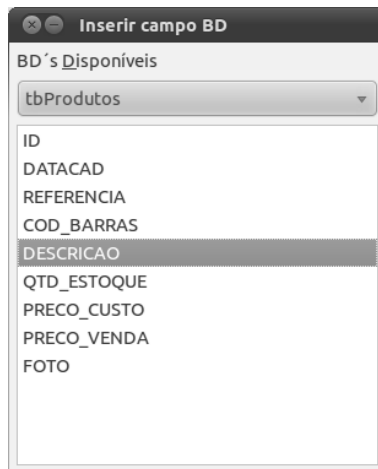 Inserir campo BD
BD´s Disponíveis
tbProdutos
ID
DATACAD
REFERENCIA
COD_BARRAS
DESCRICAO
QTD_ESTOQUE
PRECO_CUSTO
PRECO_VENDA
FOTO